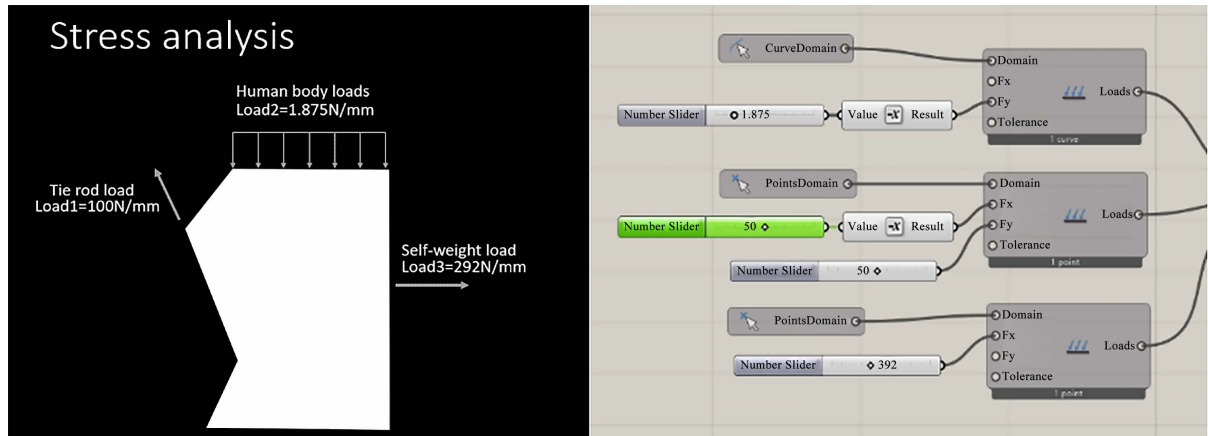 Stress analysis
Human body loads
Load2=1.875N/mm
Tie rod load
Load1=100N/mm
Self-weight load
Load3=292N/mm
CurveDomain
Domain
Fx
Fy
Tolerance
Loads
1 curve
Number Slider 1.875
Value -x Result
PointsDomain
Domain
Fx
Fy
Tolerance
Loads
1 point
Number Slider 50
Value -x Result
Number Slider 50
PointsDomain
Domain
Fx
Fy
Tolerance
Loads
1 point
Number Slider 392